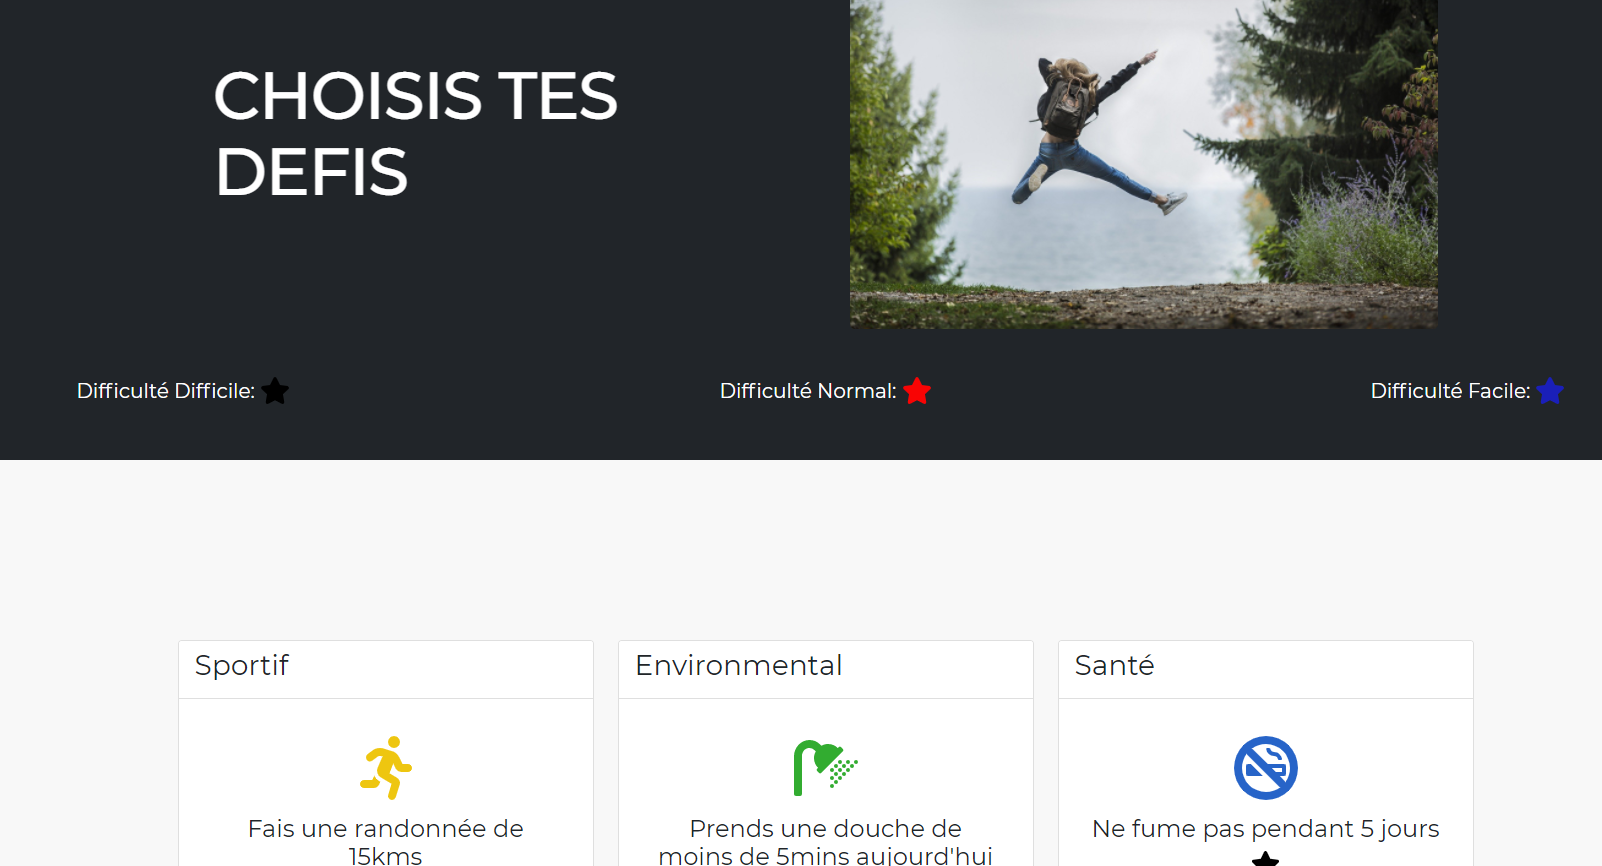 CHOISIS TES
DEFIS
Difficulté Difficile:
Difficulté Normal:
Difficulté Facile:
Sportif
Environmental
Santé
Fais une randonnée de
15kms
Prends une douche de
moins de 5mins aujourd'hui
Ne fume pas pendant 5 jours